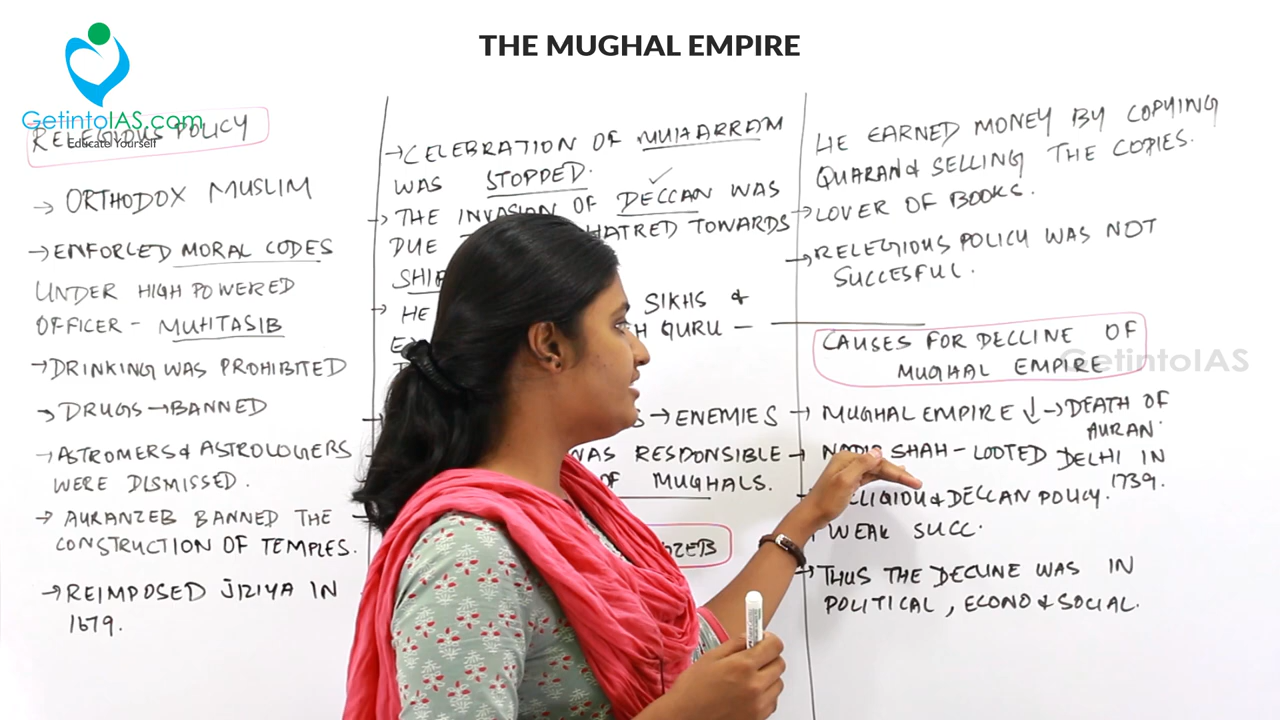 THE MUGHAL EMPIRE
GetintoIAS.com
Educate Yourself
RELEGIOUS POLICY
→ ORTHODOX MUSLIM
→ ENFORCED MORAL CODES
UNDER HIGH POWERED
OFFICER - MUHTASIB
→ DRINKING WAS PROHIBITED
→ DRUGS → BANNED
→ ASTROMERS & ASTROLOGERS
WERE DISMISSED.
→ AURANZEB BANNED THE
CONSTRUCTION OF TEMPLES.
→ REIMPOSED JIZIYA IN
1679.
→ CELEBRATION OF MUHARRAM
WAS STOPPED.
→ THE INVASION OF DECCAN WAS
DUE HATRED TOWARDS
→ HE SIKHS &
GURU -
→ ENEMIES
WAS RESPONSIBLE
OF MUGHALS.
HE EARNED MONEY BY COPYING
QUARAN & SELLING THE COPIES.
→ LOVER OF BOOKS.
→ RELEGIOUS POLICY WAS NOT
SUCCESFUL.
CAUSES FOR DECLINE OF
MUGHAL EMPIRE
GetintoIAS
→ MUGHAL EMPIRE ↓ → DEATH OF
AURAN.
→ SHAH - LOOTED DELHI IN
1739.
& DECCAN POLICY.
WEAK SUCC.
→ THUS THE DECLINE WAS IN
POLITICAL, ECONO & SOCIAL.